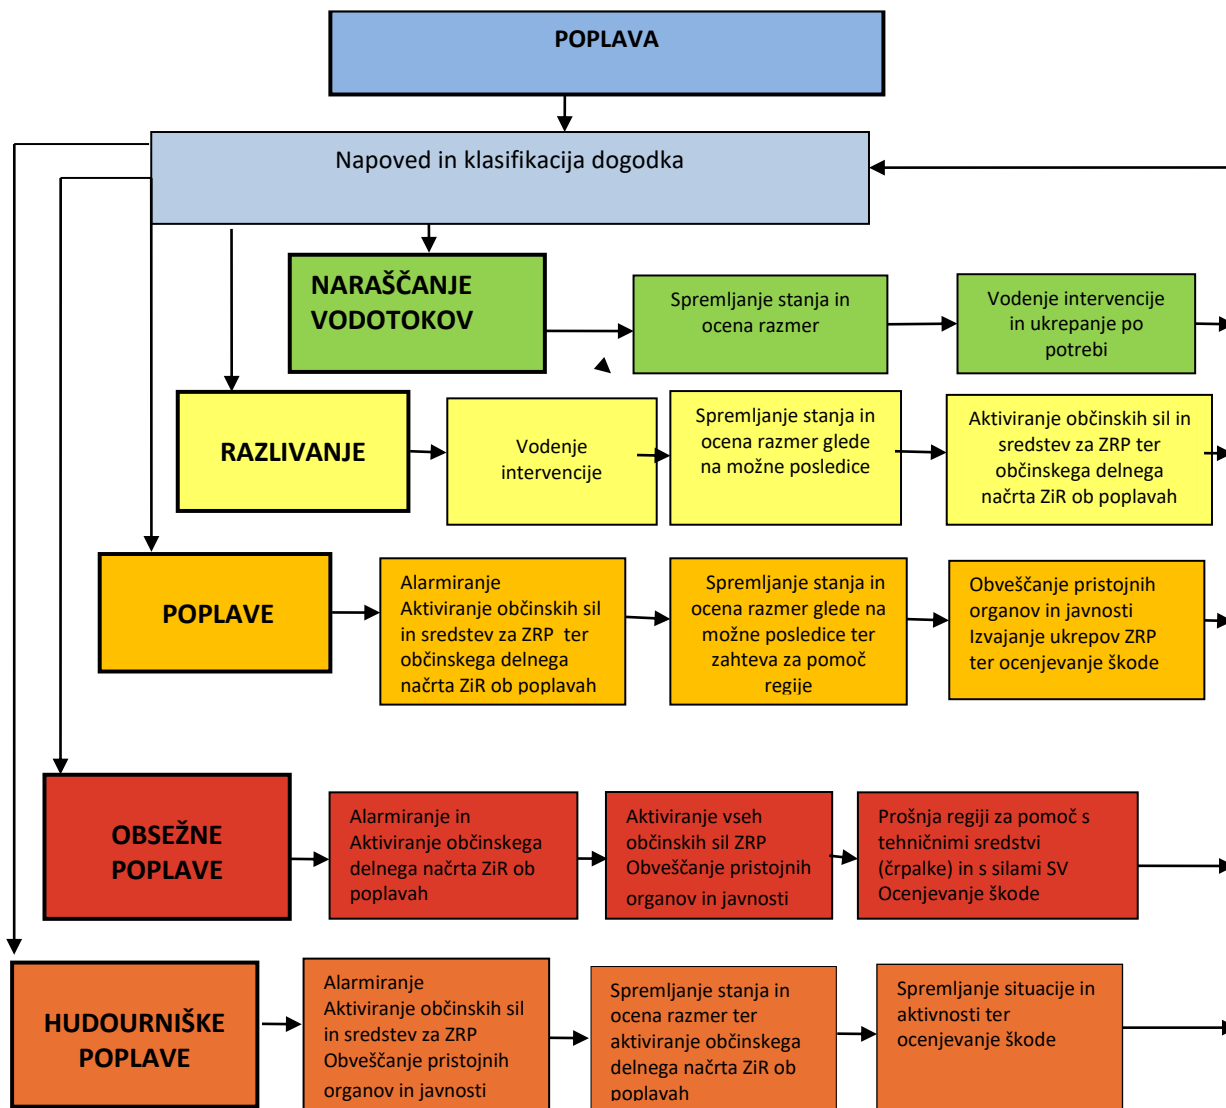 POPLAVA
Napoved in klasifikacija dogodka
NARAŠČANJE
VODOTOKOV
Spremljanje stanja in
ocena razmer
Vodenje intervencije
in ukrepanje po
potrebi
RAZLIVANJE
Vodenje
intervencije
Spremljanje stanja in
ocena razmer glede
na možne posledice
Aktiviranje občinskih sil in
sredstev za ZRP ter
občinskega delnega
načrta ZiR ob poplavah
POPLAVE
Alarmiranje
Aktiviranje občinskih sil
in sredstev za ZRP ter
občinskega delnega
načrta ZiR ob poplavah
Spremljanje stanja in
ocena razmer glede na
možne posledice ter
zahteva za pomoč
regije
Obveščanje pristojnih
organov in javnosti
Izvajanje ukrepov ZRP
ter ocenjevanje škode
OBSEŽNE
POPLAVE
Alarmiranje in
Aktiviranje občinskega
delnega načrta ZiR ob
poplavah
Aktiviranje vseh
občinskih sil ZRP
Obveščanje pristojnih
organov in javnosti
Prošnja regiji za pomoč s
tehničnimi sredstvi
(črpalke) in s silami SV
Ocenjevanje škode
HUDOURNIŠKE
POPLAVE
Alarmiranje
Aktiviranje občinskih sil
in sredstev za ZRP
Obveščanje pristojnih
organov in javnosti
Spremljanje stanja in
ocena razmer ter
aktiviranje občinskega
delnega načrta ZiR ob
poplavah
Spremljanje situacije in
aktivnosti ter
ocenjevanje škode